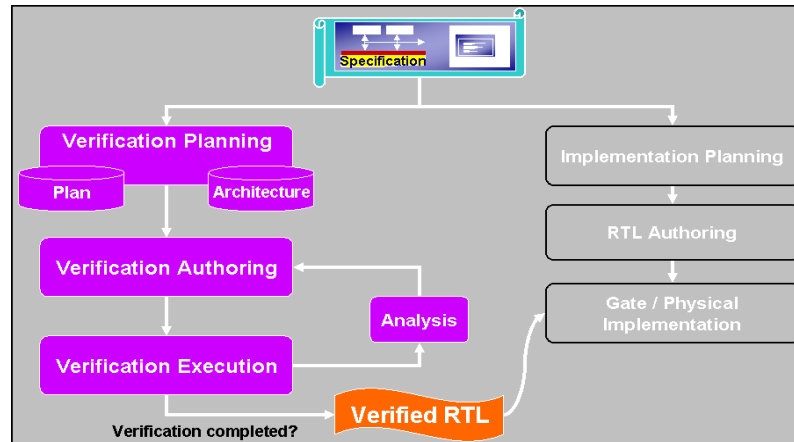 Specification
Verification Planning
Plan
Architecture
Verification Authoring
Analysis
Verification Execution
Verification completed?
Verified RTL
Implementation Planning
RTL Authoring
Gate / Physical
Implementation